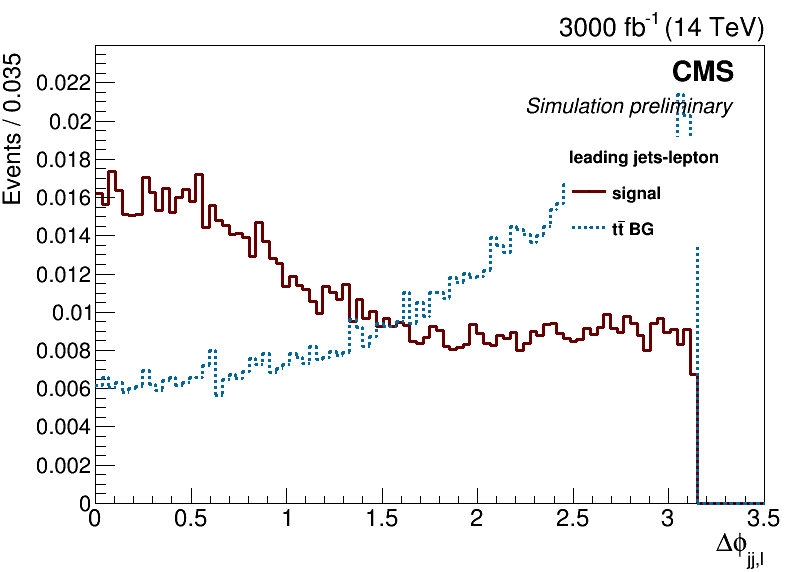 3000 fb⁻¹ (14 TeV)
CMS
Simulation preliminary
leading jets-lepton
signal
tt̄ BG
Events / 0.035
0.022
0.02
0.018
0.016
0.014
0.012
0.01
0.008
0.006
0.004
0.002
0
0 0.5 1 1.5 2 2.5 3 3.5
Δϕjj,l